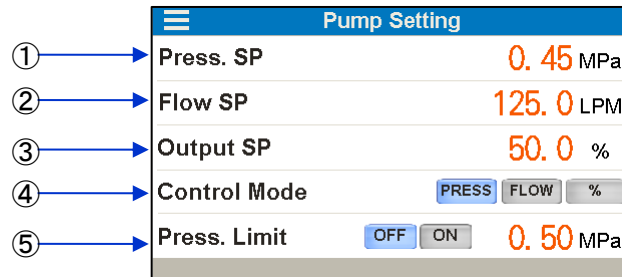 Pump Setting
① Press. SP 0.45 MPa
② Flow SP 125.0 LPM
③ Output SP 50.0 %
④ Control Mode PRESS FLOW %
⑤ Press. Limit OFF ON 0.50 MPa